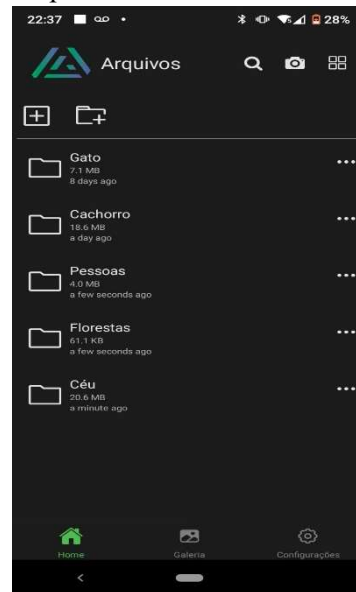 22:37 28%
Arquivos
Gato
7.1 MB
8 days ago
Cachorro
18.6 MB
a day ago
Pessoas
4.0 MB
a few seconds ago
Florestas
61.1 KB
a few seconds ago
Céu
20.6 MB
a minute ago
Home Galeria Configurações